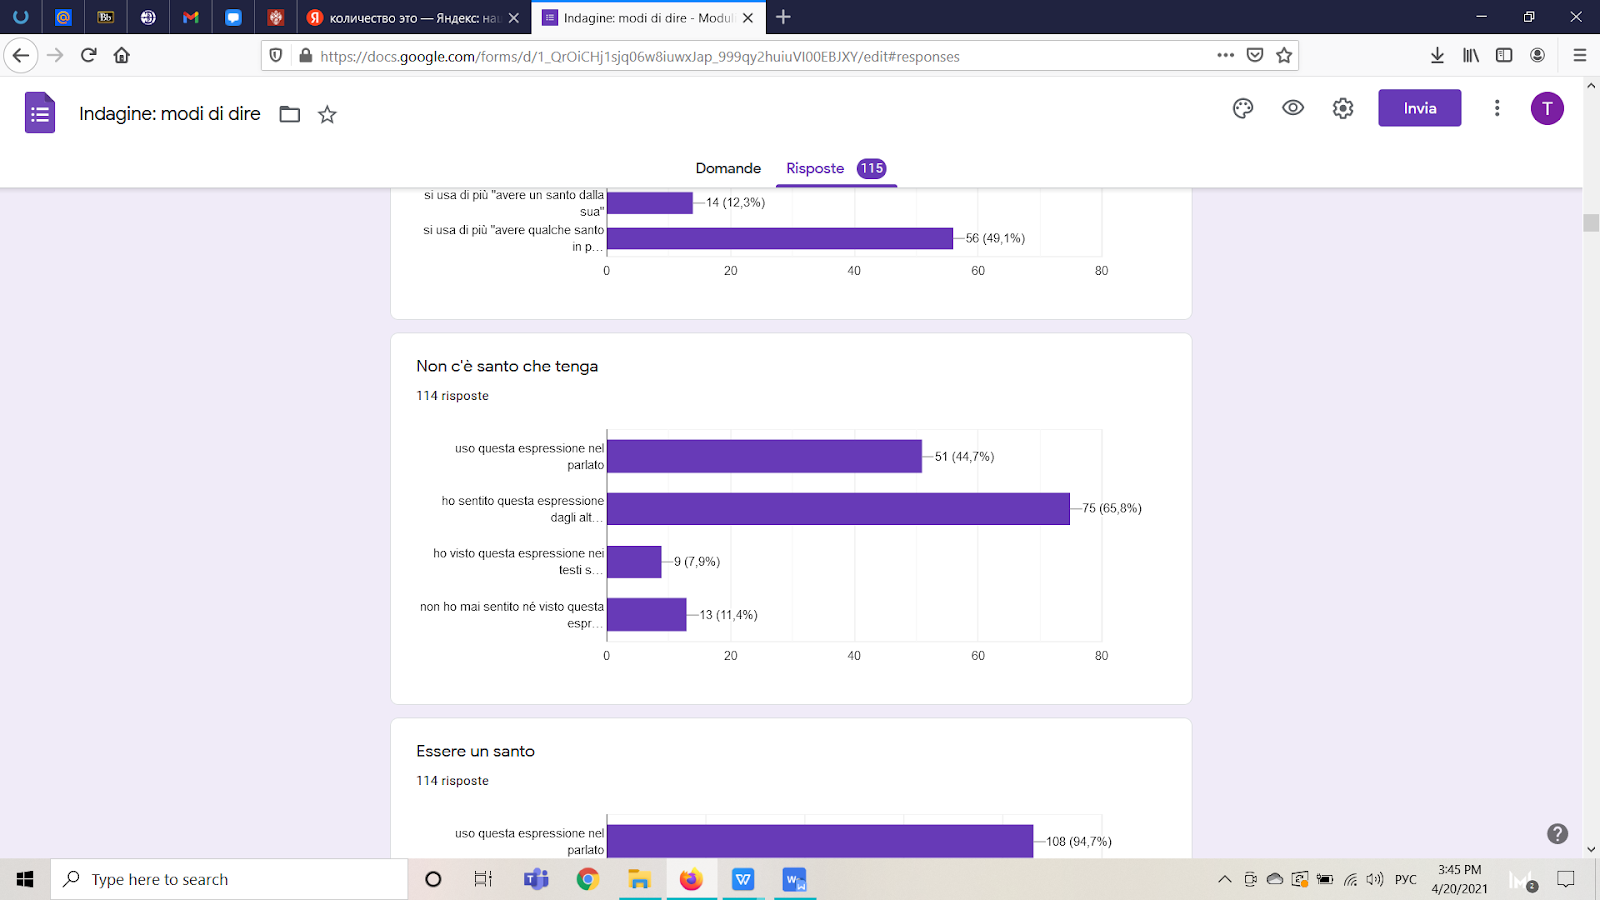 количество это — Яндекс: на
Indagine: modi di dire - Modul
https://docs.google.com/forms/d/1_QrOiCHj1sjq06w8iuwxJap_999qy2huiuVI00EBJXY/edit#responses
Indagine: modi di dire
Invia
T
Domande
Risposte 115
si usa di più "avere un santo dalla
sua"
14 (12,3%)
si usa di più "avere qualche santo
in p…
56 (49,1%)
0 20 40 60 80
Non c'è santo che tenga
114 risposte
uso questa espressione nel
parlato
51 (44,7%)
ho sentito questa espressione
dagli alt…
75 (65,8%)
ho visto questa espressione nei
testi s…
9 (7,9%)
non ho mai sentito né visto questa
espr…
13 (11,4%)
0 20 40 60 80
Essere un santo
114 risposte
uso questa espressione nel
parlato
108 (94,7%)
Type here to search
РУС
3:45 PM
4/20/2021
2